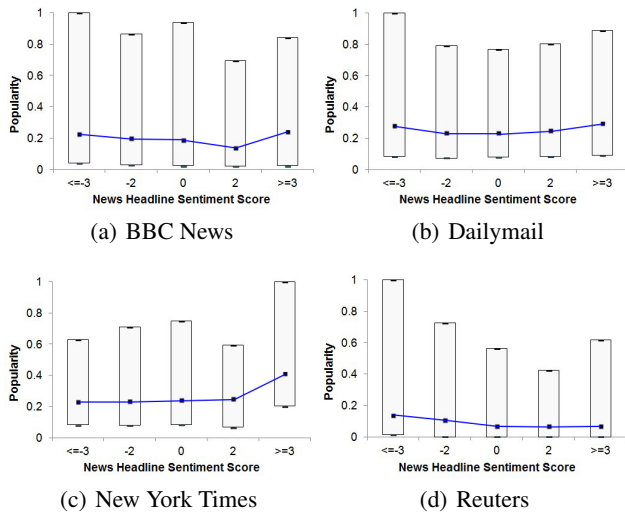 Popularity
1
0.8
0.6
0.4
0.2
0
<=-3 -2 0 2 >=3
News Headline Sentiment Score
(a) BBC News
Popularity
1
0.8
0.6
0.4
0.2
0
<=-3 -2 0 2 >=3
News Headline Sentiment Score
(b) Dailymail
Popularity
1
0.8
0.6
0.4
0.2
0
<=-3 -2 0 2 >=3
News Headline Sentiment Score
(c) New York Times
Popularity
1
0.8
0.6
0.4
0.2
0
<=-3 -2 0 2 >=3
News Headline Sentiment Score
(d) Reuters